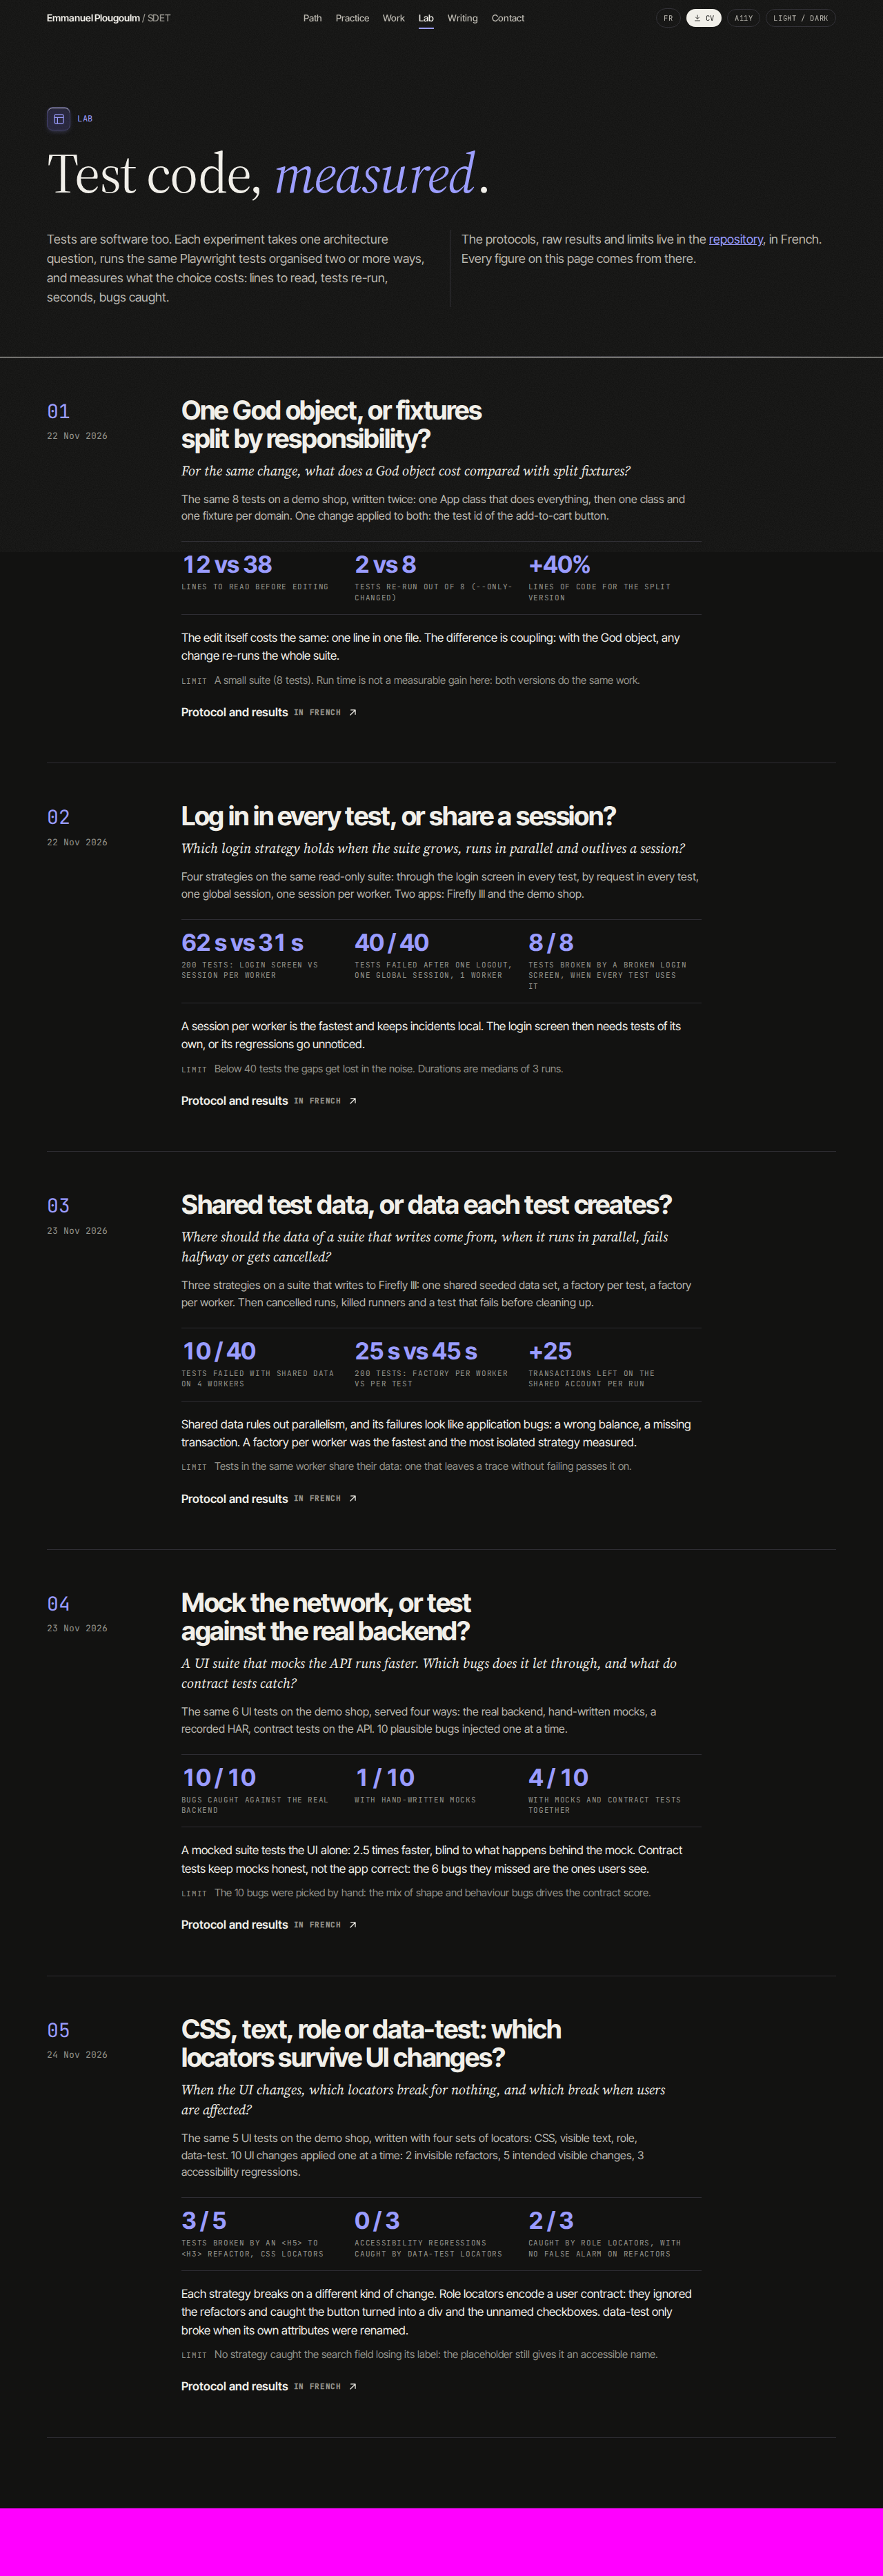 Emmanuel Plougoulm / SDET
Path Practice Work Lab Writing Contact
FR CV A11Y LIGHT / DARK
LAB
Test code, measured.
Tests are software too. Each experiment takes one architecture
question, runs the same Playwright tests organised two or more ways,
and measures what the choice costs: lines to read, tests re-run,
seconds, bugs caught.
The protocols, raw results and limits live in the repository, in French.
Every figure on this page comes from there.
01
22 Nov 2026
One God object, or fixtures
split by responsibility?
For the same change, what does a God object cost compared with split fixtures?
The same 8 tests on a demo shop, written twice: one App class that does everything, then one class and
one fixture per domain. One change applied to both: the test id of the add-to-cart button.
12 vs 38
LINES TO READ BEFORE EDITING
2 vs 8
TESTS RE-RUN OUT OF 8 (--ONLY-
CHANGED)
+40%
LINES OF CODE FOR THE SPLIT
VERSION
The edit itself costs the same: one line in one file. The difference is coupling: with the God object, any
change re-runs the whole suite.
LIMIT A small suite (8 tests). Run time is not a measurable gain here: both versions do the same work.
Protocol and results IN FRENCH
02
22 Nov 2026
Log in in every test, or share a session?
Which login strategy holds when the suite grows, runs in parallel and outlives a session?
Four strategies on the same read-only suite: through the login screen in every test, by request in every test,
one global session, one session per worker. Two apps: Firefly III and the demo shop.
62 s vs 31 s
200 TESTS: LOGIN SCREEN VS
SESSION PER WORKER
40 / 40
TESTS FAILED AFTER ONE LOGOUT,
ONE GLOBAL SESSION, 1 WORKER
8 / 8
TESTS BROKEN BY A BROKEN LOGIN
SCREEN, WHEN EVERY TEST USES
IT
A session per worker is the fastest and keeps incidents local. The login screen then needs tests of its
own, or its regressions go unnoticed.
LIMIT Below 40 tests the gaps get lost in the noise. Durations are medians of 3 runs.
Protocol and results IN FRENCH
03
23 Nov 2026
Shared test data, or data each test creates?
Where should the data of a suite that writes come from, when it runs in parallel, fails
halfway or gets cancelled?
Three strategies on a suite that writes to Firefly III: one shared seeded data set, a factory per test, a factory
per worker. Then cancelled runs, killed runners and a test that fails before cleaning up.
10 / 40
TESTS FAILED WITH SHARED DATA
ON 4 WORKERS
25 s vs 45 s
200 TESTS: FACTORY PER WORKER
VS PER TEST
+25
TRANSACTIONS LEFT ON THE
SHARED ACCOUNT PER RUN
Shared data rules out parallelism, and its failures look like application bugs: a wrong balance, a missing
transaction. A factory per worker was the fastest and the most isolated strategy measured.
LIMIT Tests in the same worker share their data: one that leaves a trace without failing passes it on.
Protocol and results IN FRENCH
04
23 Nov 2026
Mock the network, or test
against the real backend?
A UI suite that mocks the API runs faster. Which bugs does it let through, and what do
contract tests catch?
The same 6 UI tests on the demo shop, served four ways: the real backend, hand-written mocks, a
recorded HAR, contract tests on the API. 10 plausible bugs injected one at a time.
10 / 10
BUGS CAUGHT AGAINST THE REAL
BACKEND
1 / 10
WITH HAND-WRITTEN MOCKS
4 / 10
WITH MOCKS AND CONTRACT TESTS
TOGETHER
A mocked suite tests the UI alone: 2.5 times faster, blind to what happens behind the mock. Contract
tests keep mocks honest, not the app correct: the 6 bugs they missed are the ones users see.
LIMIT The 10 bugs were picked by hand: the mix of shape and behaviour bugs drives the contract score.
Protocol and results IN FRENCH
05
24 Nov 2026
CSS, text, role or data-test: which
locators survive UI changes?
When the UI changes, which locators break for nothing, and which break when users
are affected?
The same 5 UI tests on the demo shop, written with four sets of locators: CSS, visible text, role,
data-test. 10 UI changes applied one at a time: 2 invisible refactors, 5 intended visible changes, 3
accessibility regressions.
3 / 5
TESTS BROKEN BY AN <H5> TO
<H3> REFACTOR, CSS LOCATORS
0 / 3
ACCESSIBILITY REGRESSIONS
CAUGHT BY DATA-TEST LOCATORS
2 / 3
CAUGHT BY ROLE LOCATORS, WITH
NO FALSE ALARM ON REFACTORS
Each strategy breaks on a different kind of change. Role locators encode a user contract: they ignored
the refactors and caught the button turned into a div and the unnamed checkboxes. data-test only
broke when its own attributes were renamed.
LIMIT No strategy caught the search field losing its label: the placeholder still gives it an accessible name.
Protocol and results IN FRENCH